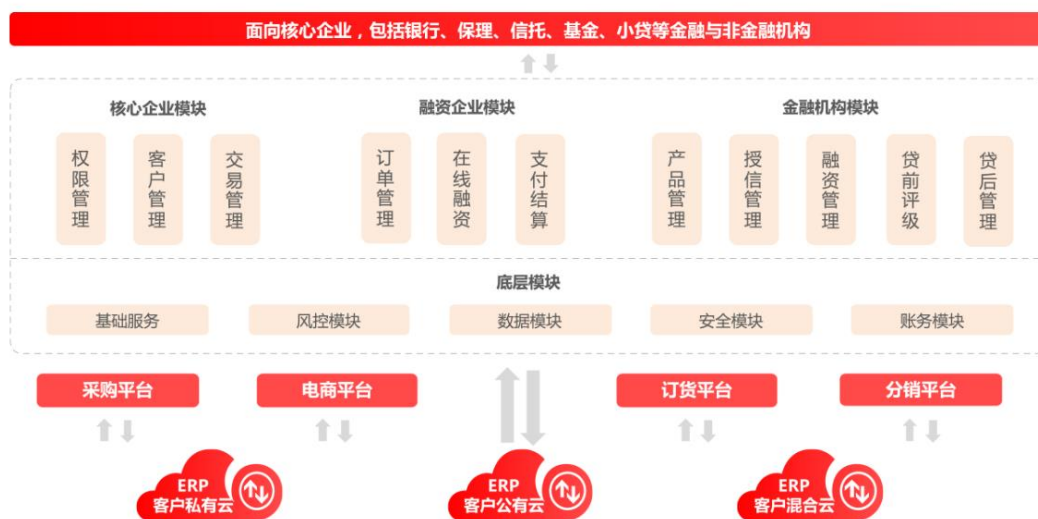 面向核心企业，包括银行、保理、信托、基金、小贷等金融与非金融机构
核心企业模块
融资企业模块
金融机构模块
权限管理
客户管理
交易管理
订单管理
在线融资
支付结算
产品管理
授信管理
融资管理
贷前评级
贷后管理
底层模块
基础服务
风控模块
数据模块
安全模块
账务模块
采购平台
电商平台
订货平台
分销平台
ERP
客户私有云
ERP
客户公有云
ERP
客户混合云